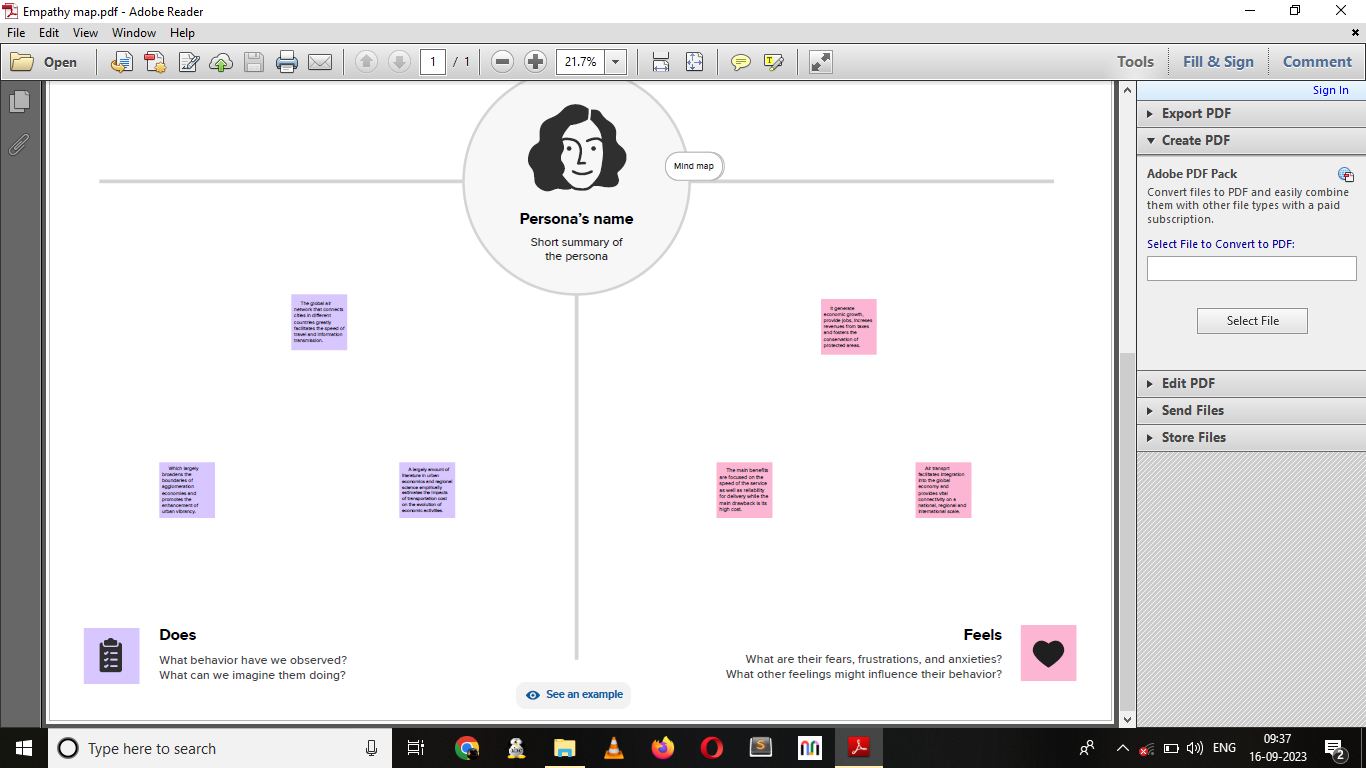 Empathy map.pdf - Adobe Reader
File Edit View Window Help
Open
1 / 1
21.7%
Tools
Fill & Sign
Comment
Sign In
Export PDF
Create PDF
Adobe PDF Pack
Convert files to PDF and easily combine
them with other file types with a paid
subscription.
Select File to Convert to PDF:
Select File
Edit PDF
Send Files
Store Files
Mind map
Persona's name
Short summary of
the persona
The global air
network that connects
cities in different
countries greatly
facilitates the speed of
travel and information
transmission.
It generate
economic growth,
provide jobs, increses
revenues from taxes
and fosters the
conservation of
protected areas.
Which largely
broadens the
boundaries of
agglomeration
economies and
promotes the
enhancement of
urban vibrancy.
A largely amount of
literature in urban
economics and regional
science empirically
estimates the impacts
of transportation cost
on the evolution of
economic activities.
The main benefits
are focused on the
speed of the service
as well as reliability
for delivery while the
main drawback is its
high cost.
Air transprt
facilitates integration
into the global
economy and
provides vital
connectivity on a
national, regional and
international scale.
Does
What behavior have we observed?
What can we imagine them doing?
Feels
What are their fears, frustrations, and anxieties?
What other feelings might influence their behavior?
See an example
Type here to search
ENG
09:37
16-09-2023
2